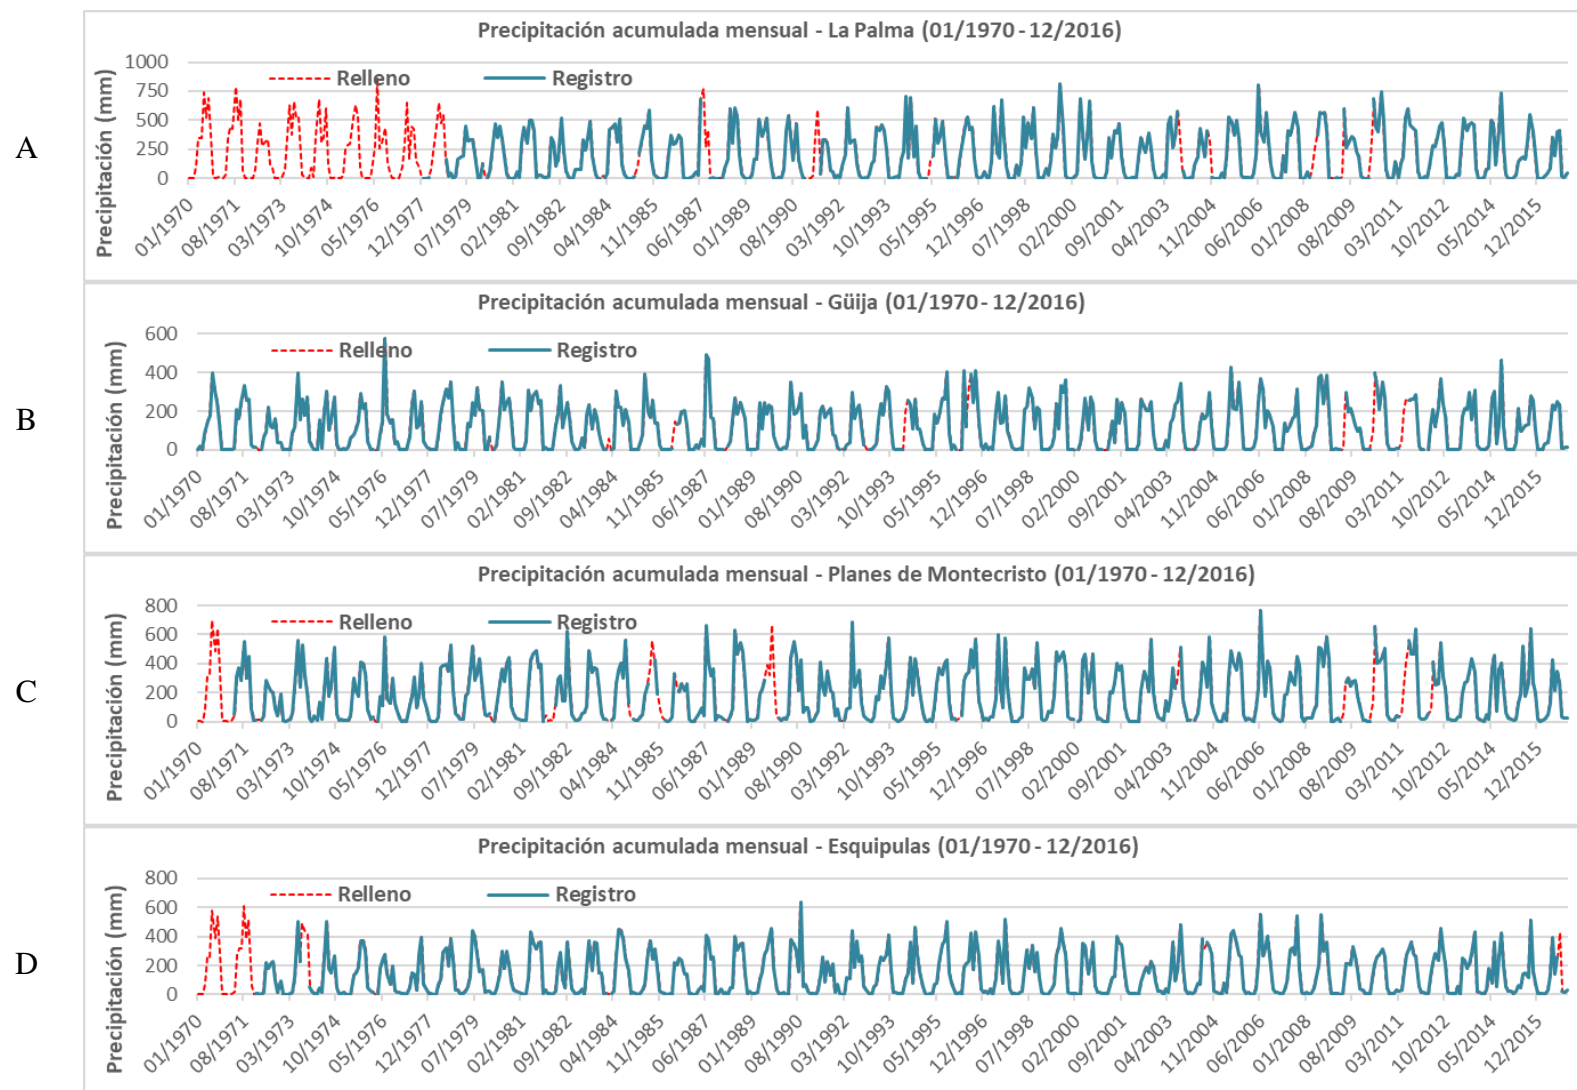 A
Precipitación acumulada mensual - La Palma (01/1970 - 12/2016)
Precipitación (mm)
1000
750
500
250
0
Relleno
Registro
01/1970 08/1971 03/1973 10/1974 05/1976 12/1977 07/1979 02/1981 09/1982 04/1984 11/1985 06/1987 01/1989 08/1990 03/1992 10/1993 05/1995 12/1996 07/1998 02/2000 09/2001 04/2003 11/2004 06/2006 01/2008 08/2009 03/2011 10/2012 05/2014 12/2015
B
Precipitación acumulada mensual - Güija (01/1970 - 12/2016)
Precipitación (mm)
600
400
200
0
Relleno
Registro
01/1970 08/1971 03/1973 10/1974 05/1976 12/1977 07/1979 02/1981 09/1982 04/1984 11/1985 06/1987 01/1989 08/1990 03/1992 10/1993 05/1995 12/1996 07/1998 02/2000 09/2001 04/2003 11/2004 06/2006 01/2008 08/2009 03/2011 10/2012 05/2014 12/2015
C
Precipitación acumulada mensual - Planes de Montecristo (01/1970 - 12/2016)
Precipitación (mm)
800
600
400
200
0
Relleno
Registro
01/1970 08/1971 03/1973 10/1974 05/1976 12/1977 07/1979 02/1981 09/1982 04/1984 11/1985 06/1987 01/1989 08/1990 03/1992 10/1993 05/1995 12/1996 07/1998 02/2000 09/2001 04/2003 11/2004 06/2006 01/2008 08/2009 03/2011 10/2012 05/2014 12/2015
D
Precipitación acumulada mensual - Esquipulas (01/1970 - 12/2016)
Precipitación (mm)
800
600
400
200
0
Relleno
Registro
01/1970 08/1971 03/1973 10/1974 05/1976 12/1977 07/1979 02/1981 09/1982 04/1984 11/1985 06/1987 01/1989 08/1990 03/1992 10/1993 05/1995 12/1996 07/1998 02/2000 09/2001 04/2003 11/2004 06/2006 01/2008 08/2009 03/2011 10/2012 05/2014 12/2015